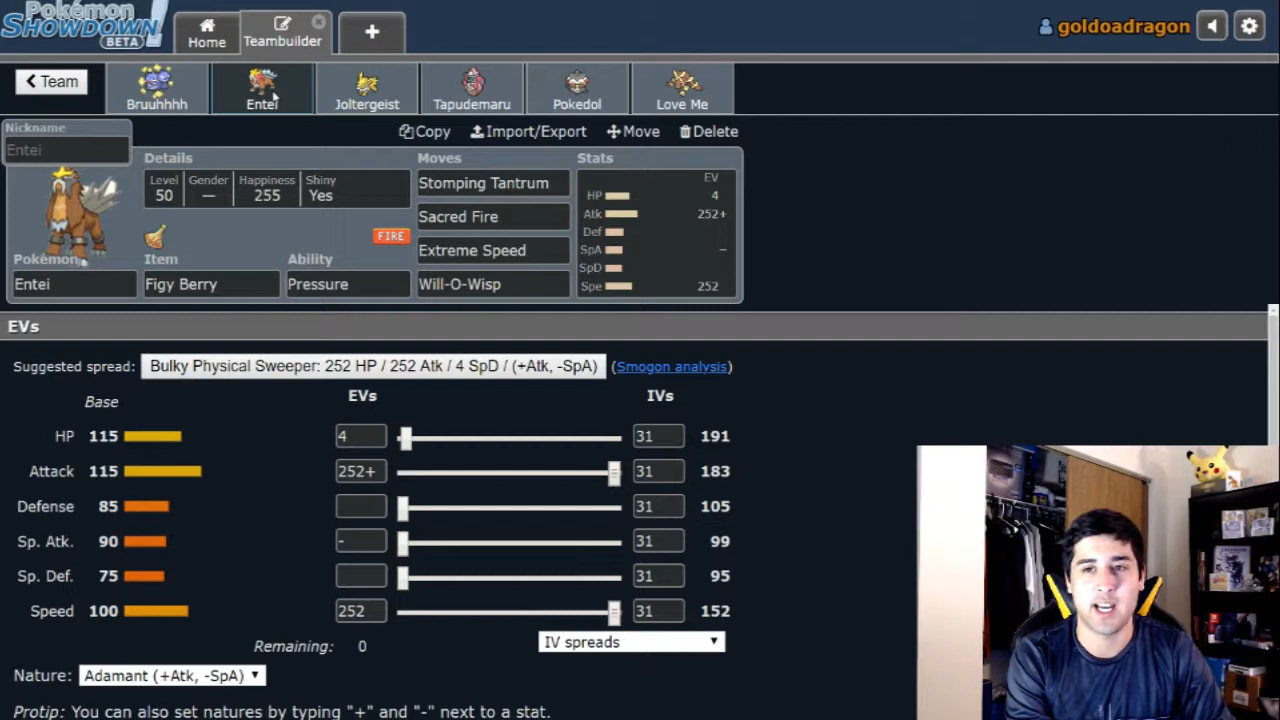 Pokémon
SHOWDOWN!
BETA
Home
Teambuilder
+
goldoadragon
Team
Bruuhhhh
Entei
Joltergeist
Tapudemaru
Pokedol
Love Me
Copy
Import/Export
Move
Delete
Nickname
Entei
Details
Level
50
Gender
—
Happiness
255
Shiny
Yes
FIRE
Pokémon
Entei
Item
Figy Berry
Ability
Pressure
Moves
Stomping Tantrum
Sacred Fire
Extreme Speed
Will-O-Wisp
Stats
EV
HP 4
Atk 252+
Def
SpA –
SpD
Spe 252
EVs
Suggested spread: Bulky Physical Sweeper: 252 HP / 252 Atk / 4 SpD / (+Atk, -SpA) (Smogon analysis)
Base EVs IVs
HP 115 4 31 191
Attack 115 252+ 31 183
Defense 85 31 105
Sp. Atk. 90 - 31 99
Sp. Def. 75 31 95
Speed 100 252 31 152
Remaining: 0 IV spreads
Nature: Adamant (+Atk, -SpA)
Protip: You can also set natures by typing "+" and "-" next to a stat.